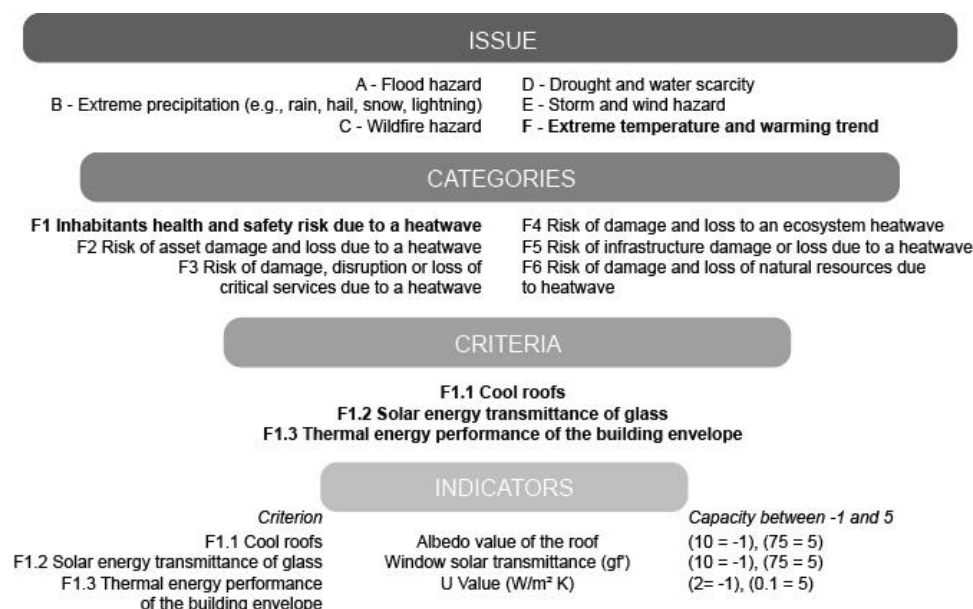 ISSUE
A - Flood hazard
B - Extreme precipitation (e.g., rain, hail, snow, lightning)
C - Wildfire hazard
D - Drought and water scarcity
E - Storm and wind hazard
F - Extreme temperature and warming trend
CATEGORIES
F1 Inhabitants health and safety risk due to a heatwave
F2 Risk of asset damage and loss due to a heatwave
F3 Risk of damage, disruption or loss of
critical services due to a heatwave
F4 Risk of damage and loss to an ecosystem heatwave
F5 Risk of infrastructure damage or loss due to a heatwave
F6 Risk of damage and loss of natural resources due
to heatwave
CRITERIA
F1.1 Cool roofs
F1.2 Solar energy transmittance of glass
F1.3 Thermal energy performance of the building envelope
INDICATORS
Criterion Capacity between -1 and 5
F1.1 Cool roofs Albedo value of the roof (10 = -1), (75 = 5)
F1.2 Solar energy transmittance of glass Window solar transmittance (gf') (10 = -1), (75 = 5)
F1.3 Thermal energy performance U Value (W/m² K) (2= -1), (0.1 = 5)
of the building envelope